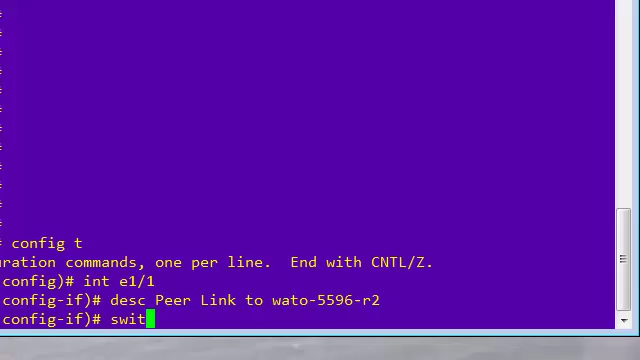 #
#
#
#
#
#
#
#
#
#
#
#
# config t
uration commands, one per line.  End with CNTL/Z.
(config)# int e1/1
(config-if)# desc Peer Link to wato-5596-r2
(config-if)# swit